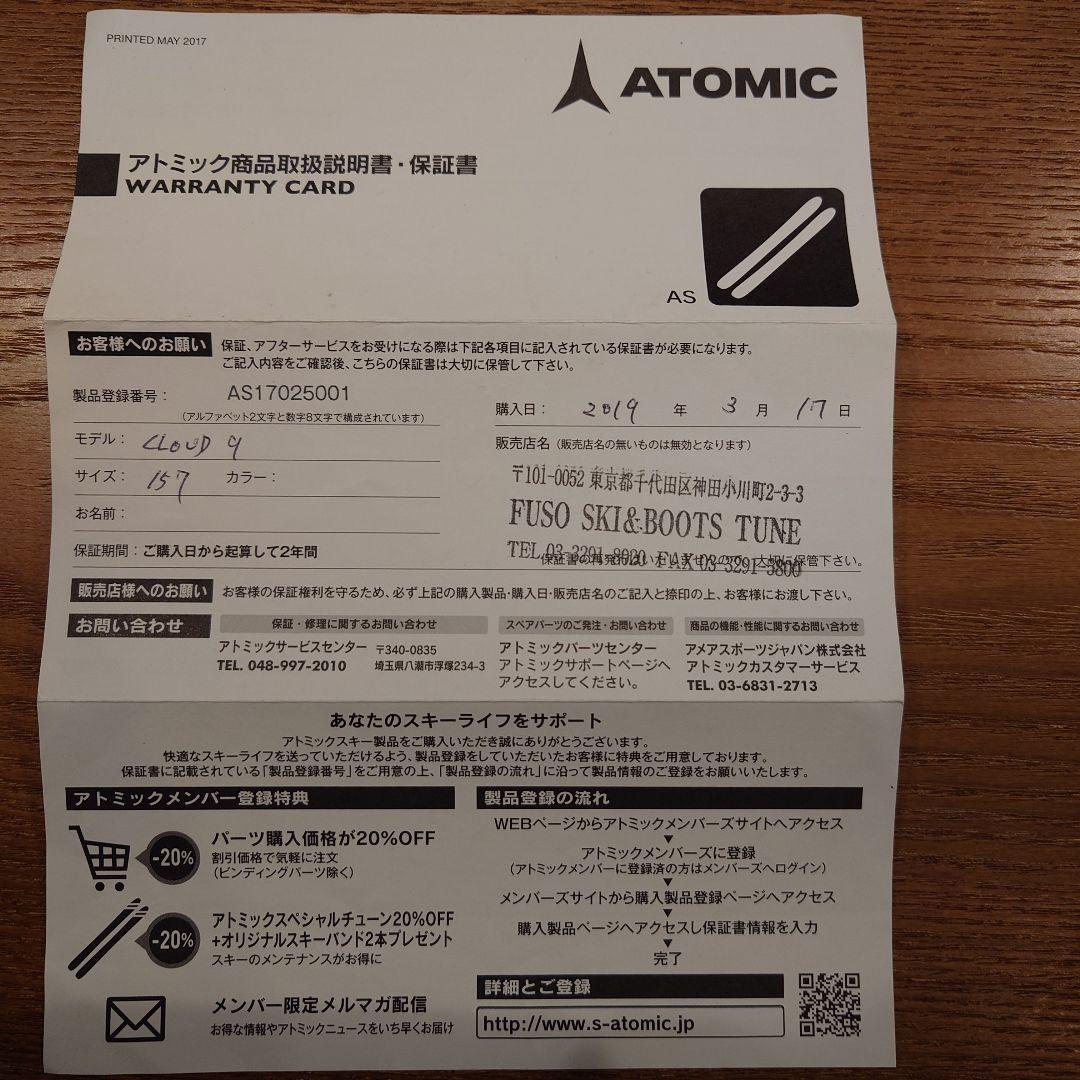 PRINTED MAY 2017
ATOMIC
アトミック商品取扱説明書・保証書
WARRANTY CARD
AS
お客様へのお願い 保証、アフターサービスをお受けになる際は下記各項目に記入されている保証書が必要になります。
ご記入内容をご確認後、こちらの保証書は大切に保管して下さい。
製品登録番号： AS17025001
(アルファベット2文字と数字8文字で構成されています)
モデル： CLOUD 9
サイズ： 157 カラー：
お名前：
保証期間：ご購入日から起算して2年間
購入日： 2019 年 3 月 17 日
販売店名（販売店名の無いものは無効となります）
〒101-0052 東京都千代田区神田小川町2-3-3
FUSO SKI&BOOTS TUNE
TEL 03-3291-8020 FAX 03-3291-5800
保証書の再発行はいたしませんので、大切に保管下さい。
販売店様へのお願い お客様の保証権利を守るため、必ず上記の購入製品・購入日・販売店名のご記入と捺印の上、お客様にお渡し下さい。
お問い合わせ
保証・修理に関するお問い合わせ
アトミックサービスセンター 〒340-0835
TEL. 048-997-2010 埼玉県八潮市浮塚234-3
スペアパーツのご発注・お問い合わせ
アトミックパーツセンター
アトミックサポートページへ
アクセスしてください。
商品の機能・性能に関するお問い合わせ
アメアスポーツジャパン株式会社
アトミックカスタマーサービス
TEL. 03-6831-2713
あなたのスキーライフをサポート
アトミックスキー製品をご購入いただき誠にありがとうございます。
快適なスキーライフを送っていただけるよう、製品登録をしていただいたお客様に特典をご用意しております。
保証書に記載されている「製品登録番号」をご用意の上、「製品登録の流れ」に沿って製品情報のご登録をお願いいたします。
アトミックメンバー登録特典
-20%
パーツ購入価格が20%OFF
割引価格で気軽に注文
(ビンディングパーツ除く)
-20%
アトミックスペシャルチューン20%OFF
+オリジナルスキーバンド2本プレゼント
スキーのメンテナンスがお得に
メンバー限定メルマガ配信
お得な情報やアトミックニュースをいち早くお届け
製品登録の流れ
WEBページからアトミックメンバーズサイトへアクセス
▼
アトミックメンバーズに登録
(アトミックメンバーに登録済の方はメンバーズへログイン)
▼
メンバーズサイトから購入製品登録ページへアクセス
▼
購入製品ページへアクセスし保証書情報を入力
▼
完了
詳細とご登録
http://www.s-atomic.jp